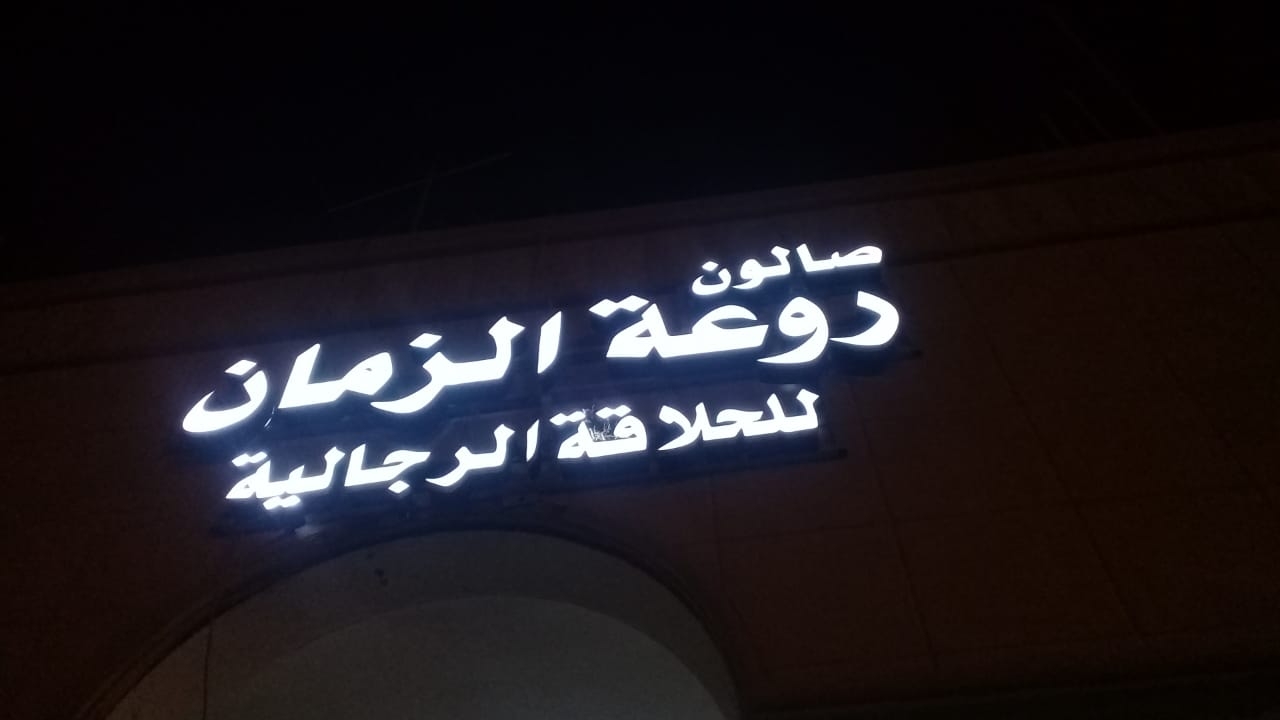 صالون
روعة الزمان
للحلاقة الرجالية